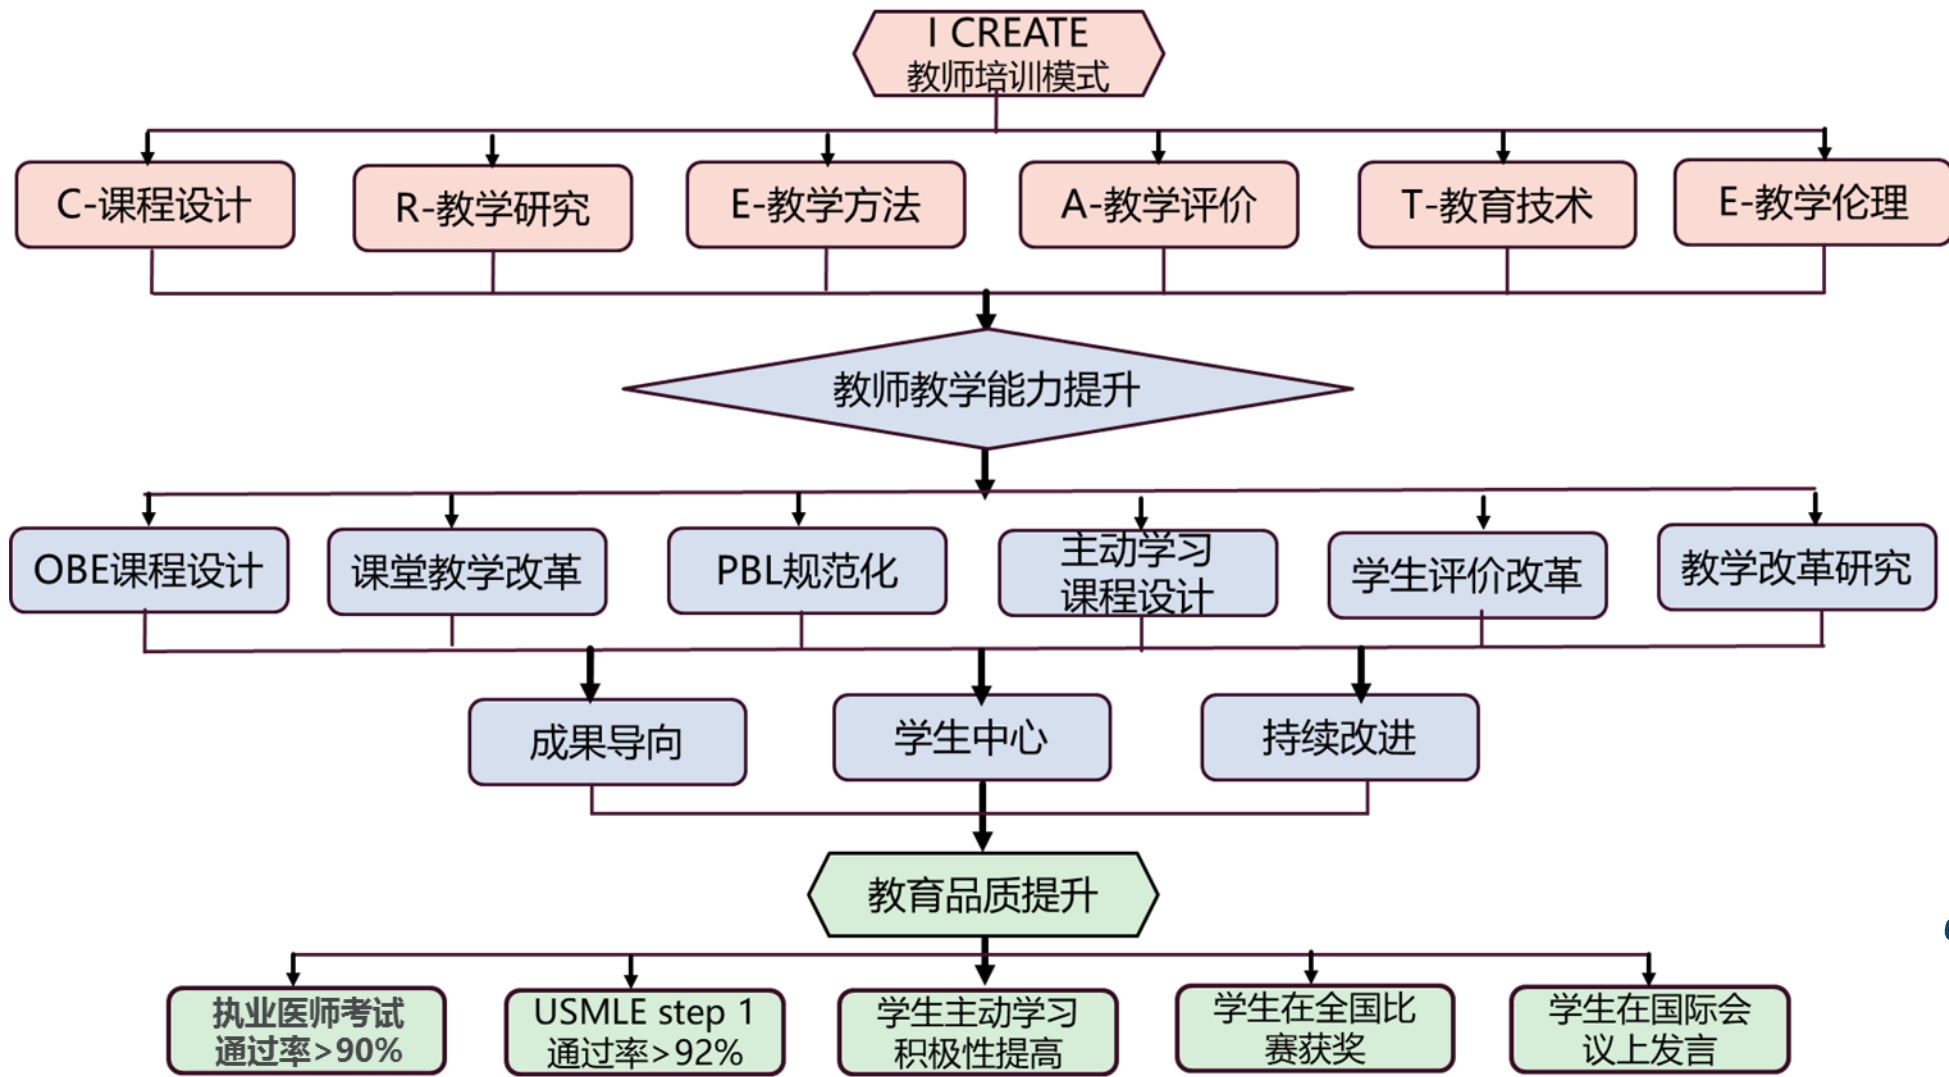 I CREATE
教师培训模式
C-课程设计
R-教学研究
E-教学方法
A-教学评价
T-教育技术
E-教学伦理
教师教学能力提升
OBE课程设计
课堂教学改革
PBL规范化
主动学习
课程设计
学生评价改革
教学改革研究
成果导向
学生中心
持续改进
教育品质提升
执业医师考试
通过率>90%
USMLE step 1
通过率>92%
学生主动学习
积极性提高
学生在全国比
赛获奖
学生在国际会
议上发言